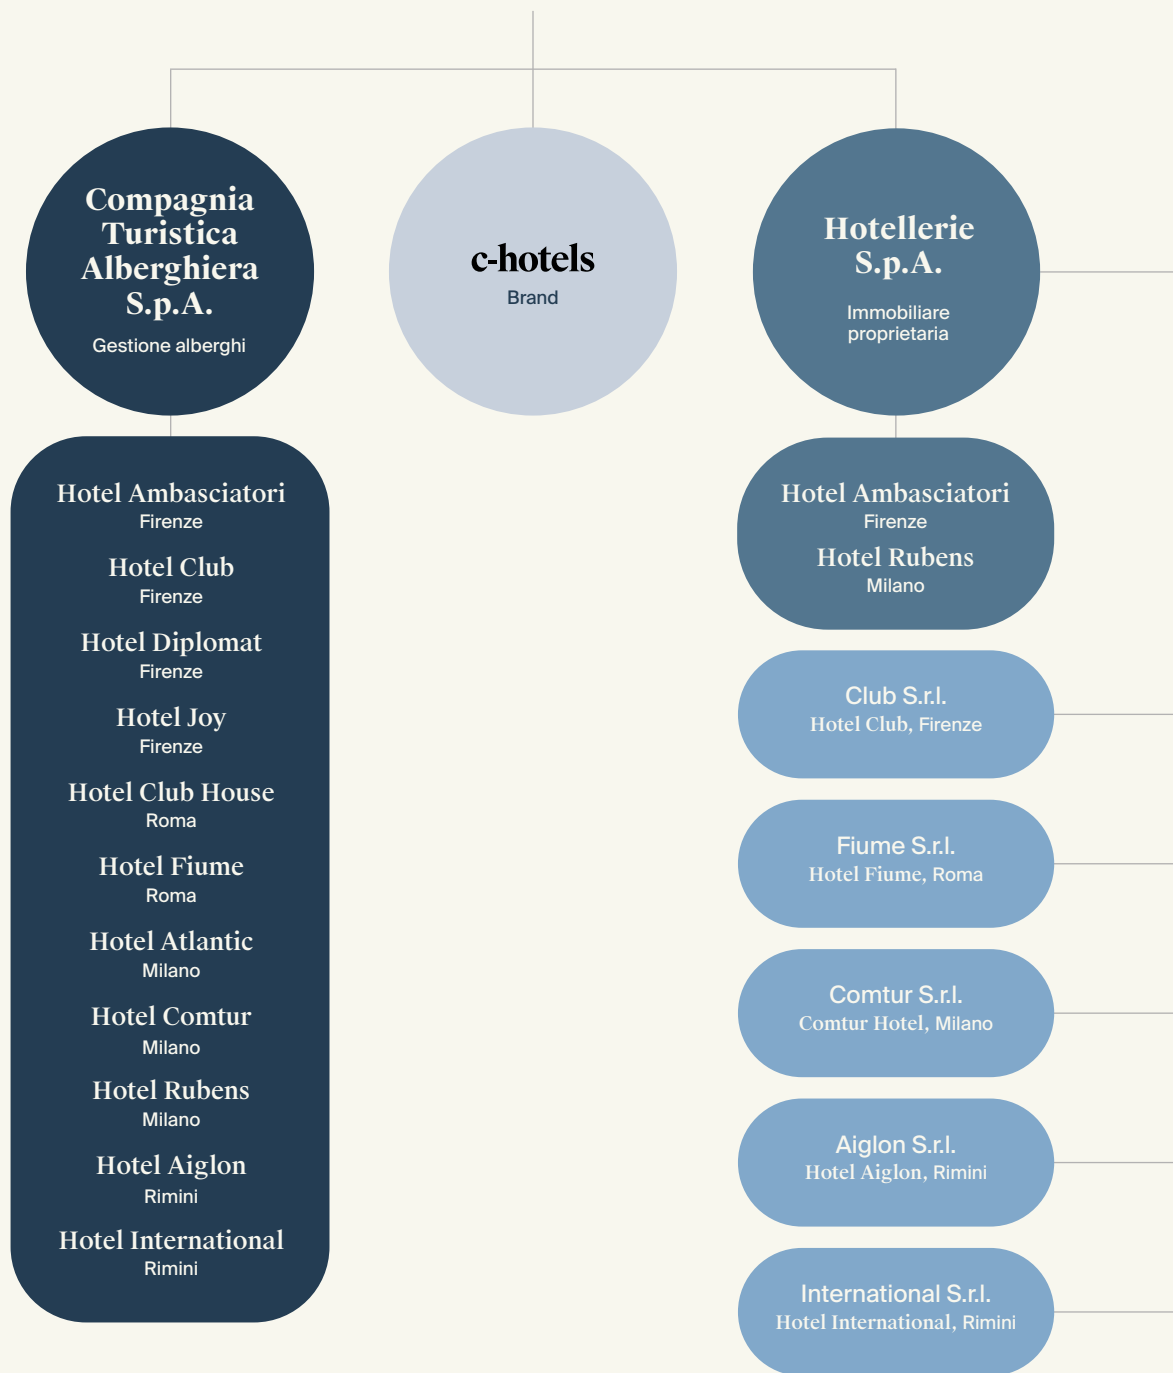 Compagnia
Turistica
Alberghiera
S.p.A.
Gestione alberghi
c-hotels
Brand
Hotellerie
S.p.A.
Immobiliare
proprietaria
Hotel Ambasciatori
Firenze
Hotel Club
Firenze
Hotel Diplomat
Firenze
Hotel Joy
Firenze
Hotel Club House
Roma
Hotel Fiume
Roma
Hotel Atlantic
Milano
Hotel Comtur
Milano
Hotel Rubens
Milano
Hotel Aiglon
Rimini
Hotel International
Rimini
Hotel Ambasciatori
Firenze
Hotel Rubens
Milano
Club S.r.l.
Hotel Club, Firenze
Fiume S.r.l.
Hotel Fiume, Roma
Comtur S.r.l.
Comtur Hotel, Milano
Aiglon S.r.l.
Hotel Aiglon, Rimini
International S.r.l.
Hotel International, Rimini